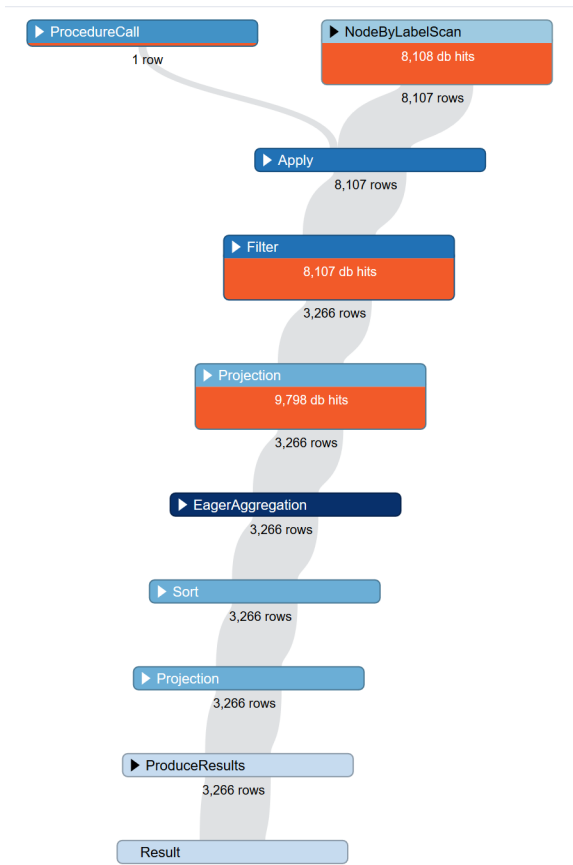 ProcedureCall
1 row
NodeByLabelScan
8,108 db hits
8,107 rows
Apply
8,107 rows
Filter
8,107 db hits
3,266 rows
Projection
9,798 db hits
3,266 rows
EagerAggregation
3,266 rows
Sort
3,266 rows
Projection
3,266 rows
ProduceResults
3,266 rows
Result